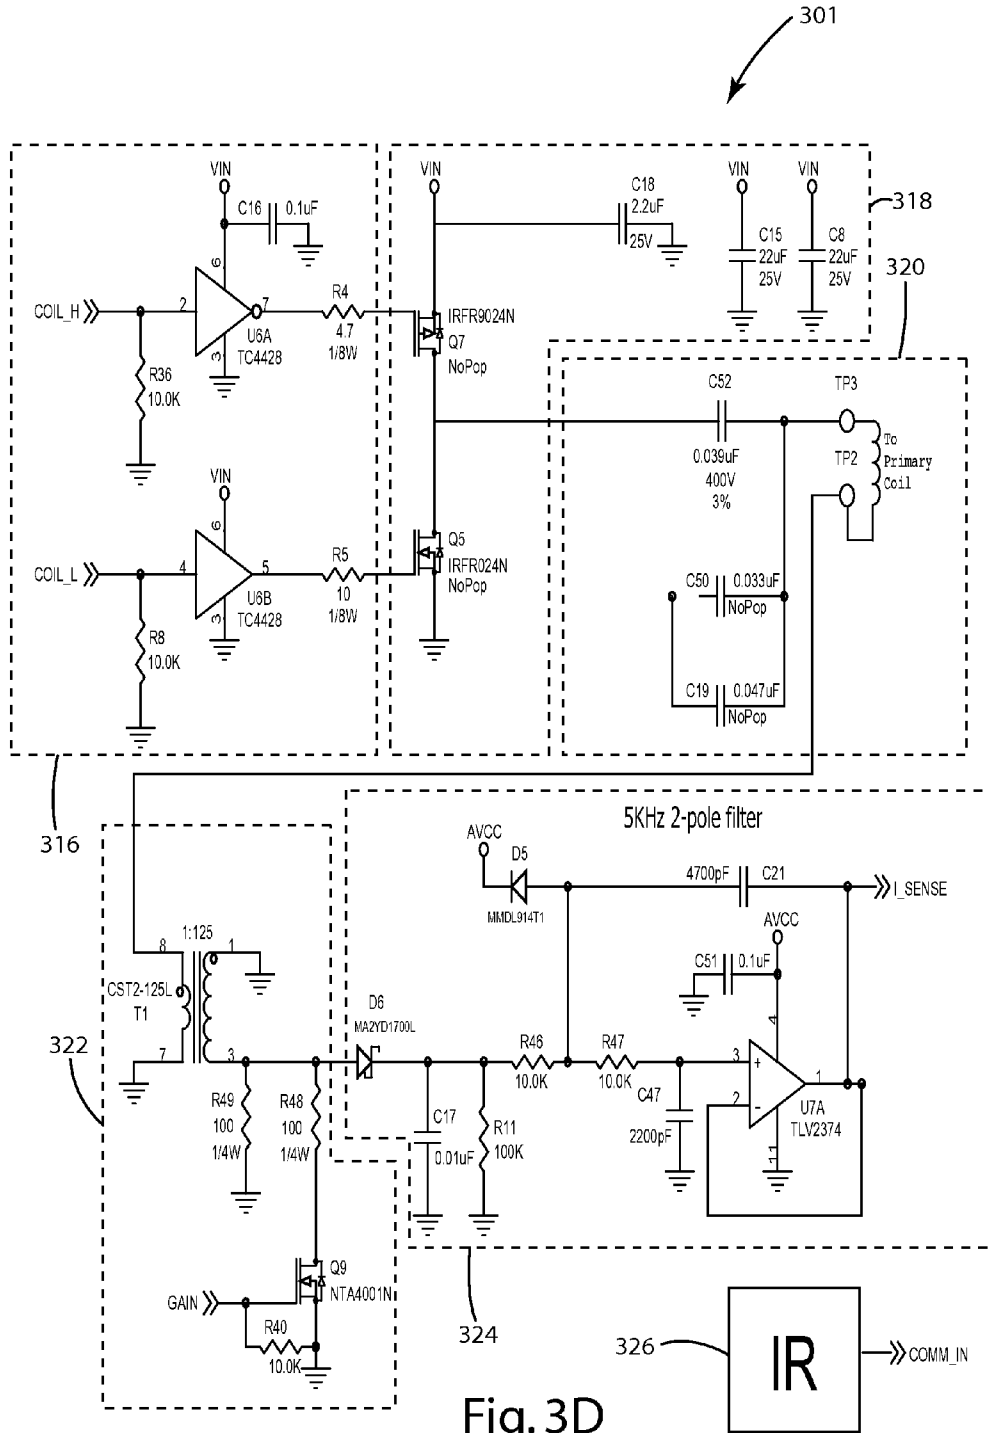 301
VIN
C16
0.1uF
6
COIL_H
2
7
U6A
TC4428
3
R4
4.7
1/8W
R36
10.0K
VIN
6
COIL_L
4
5
U6B
TC4428
3
R5
10
1/8W
R8
10.0K
316
VIN
C18
2.2uF
25V
VIN
C15
22uF
25V
VIN
C8
22uF
25V
318
IRFR9024N
Q7
NoPop
Q5
IRFR024N
NoPop
320
C52
0.039uF
400V
3%
TP3
TP2
To
Primary
Coil
C50
0.033uF
NoPop
C19
0.047uF
NoPop
5KHz 2-pole filter
AVCC
D5
MMDL914T1
4700pF
C21
I_SENSE
AVCC
C51
0.1uF
4
8
1:125
1
CST2-125L
T1
7
3
322
D6
MA2YD1700L
R46
10.0K
R47
10.0K
3
+
2
-
1
U7A
TLV2374
11
C47
2200pF
R49
100
1/4W
R48
100
1/4W
C17
0.01uF
R11
100K
Q9
NTA4001N
GAIN
R40
10.0K
324
326
IR
COMM_IN
Fig. 3D